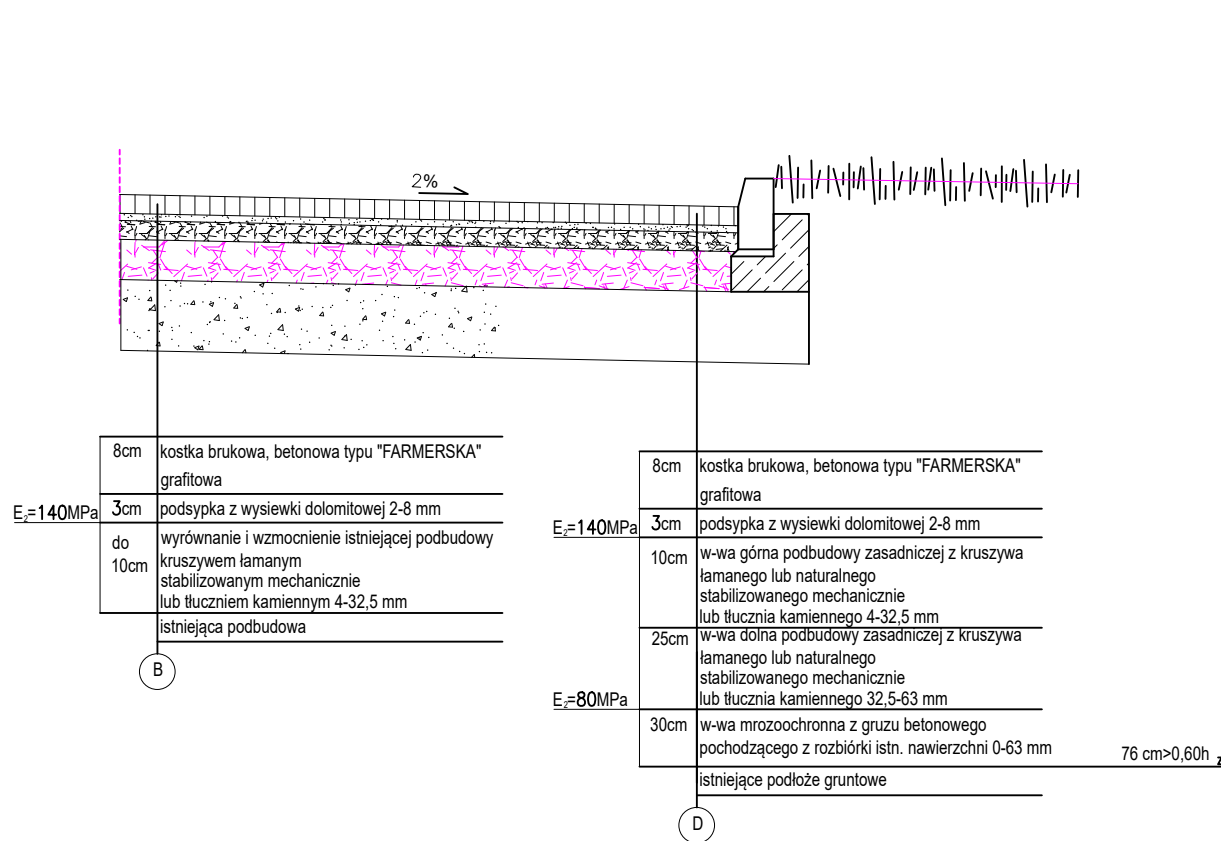 2%
8cm kostka brukowa, betonowa typu "FARMERSKA"
grafitowa
E₂=140MPa 3cm podsypka z wysiewki dolomitowej 2-8 mm
do wyrównanie i wzmocnienie istniejącej podbudowy
10cm kruszywem łamanym
stabilizowanym mechanicznie
lub tłuczniem kamiennym 4-32,5 mm
istniejąca podbudowa
B
8cm kostka brukowa, betonowa typu "FARMERSKA"
grafitowa
E₂=140MPa 3cm podsypka z wysiewki dolomitowej 2-8 mm
10cm w-wa górna podbudowy zasadniczej z kruszywa
łamanego lub naturalnego
stabilizowanego mechanicznie
lub tłucznia kamiennego 4-32,5 mm
25cm w-wa dolna podbudowy zasadniczej z kruszywa
łamanego lub naturalnego
stabilizowanego mechanicznie
lub tłucznia kamiennego 32,5-63 mm
E₂=80MPa
30cm w-wa mrozoochronna z gruzu betonowego
pochodzącego z rozbiórki istn. nawierzchni 0-63 mm
76 cm>0,60h z
istniejące podłoże gruntowe
D